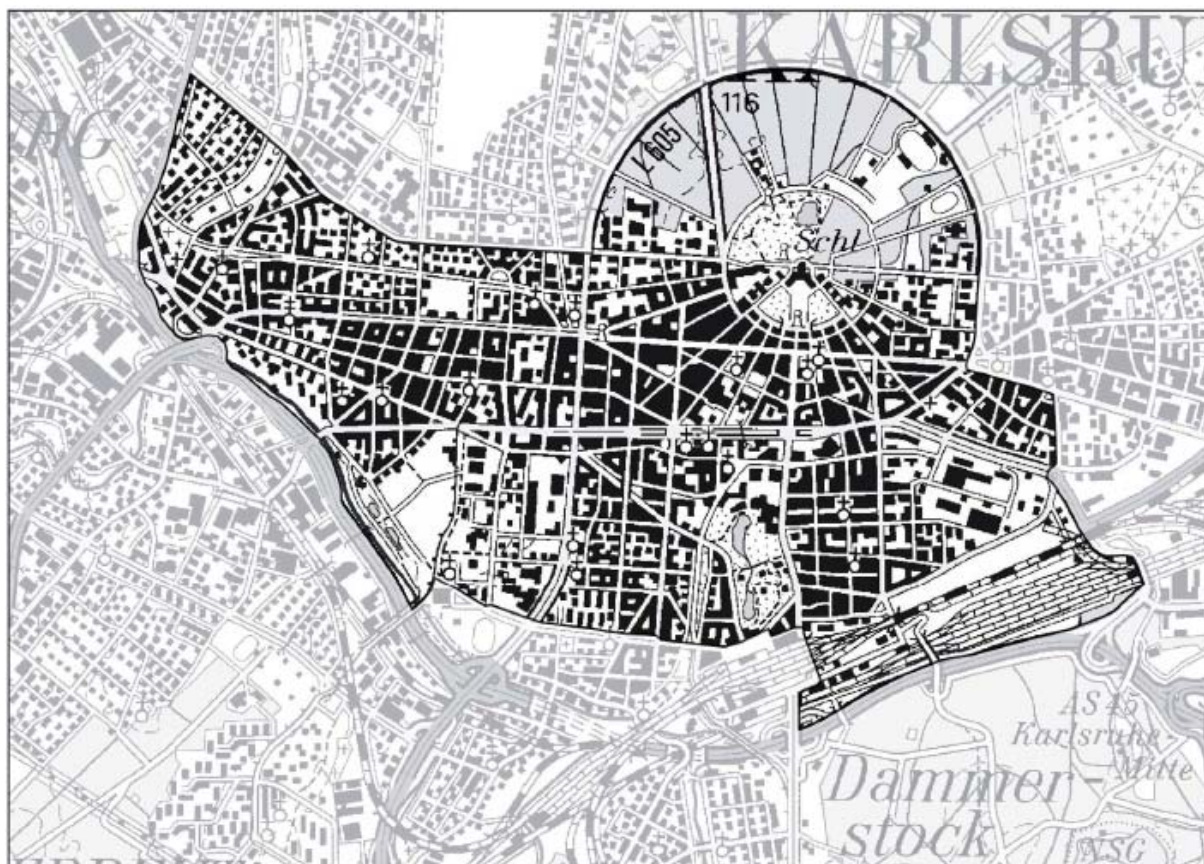 KARLSRU
116
L 605
Schl
AS 45
Karlsruhe-
Mitte
Dammer-
stock
NSG